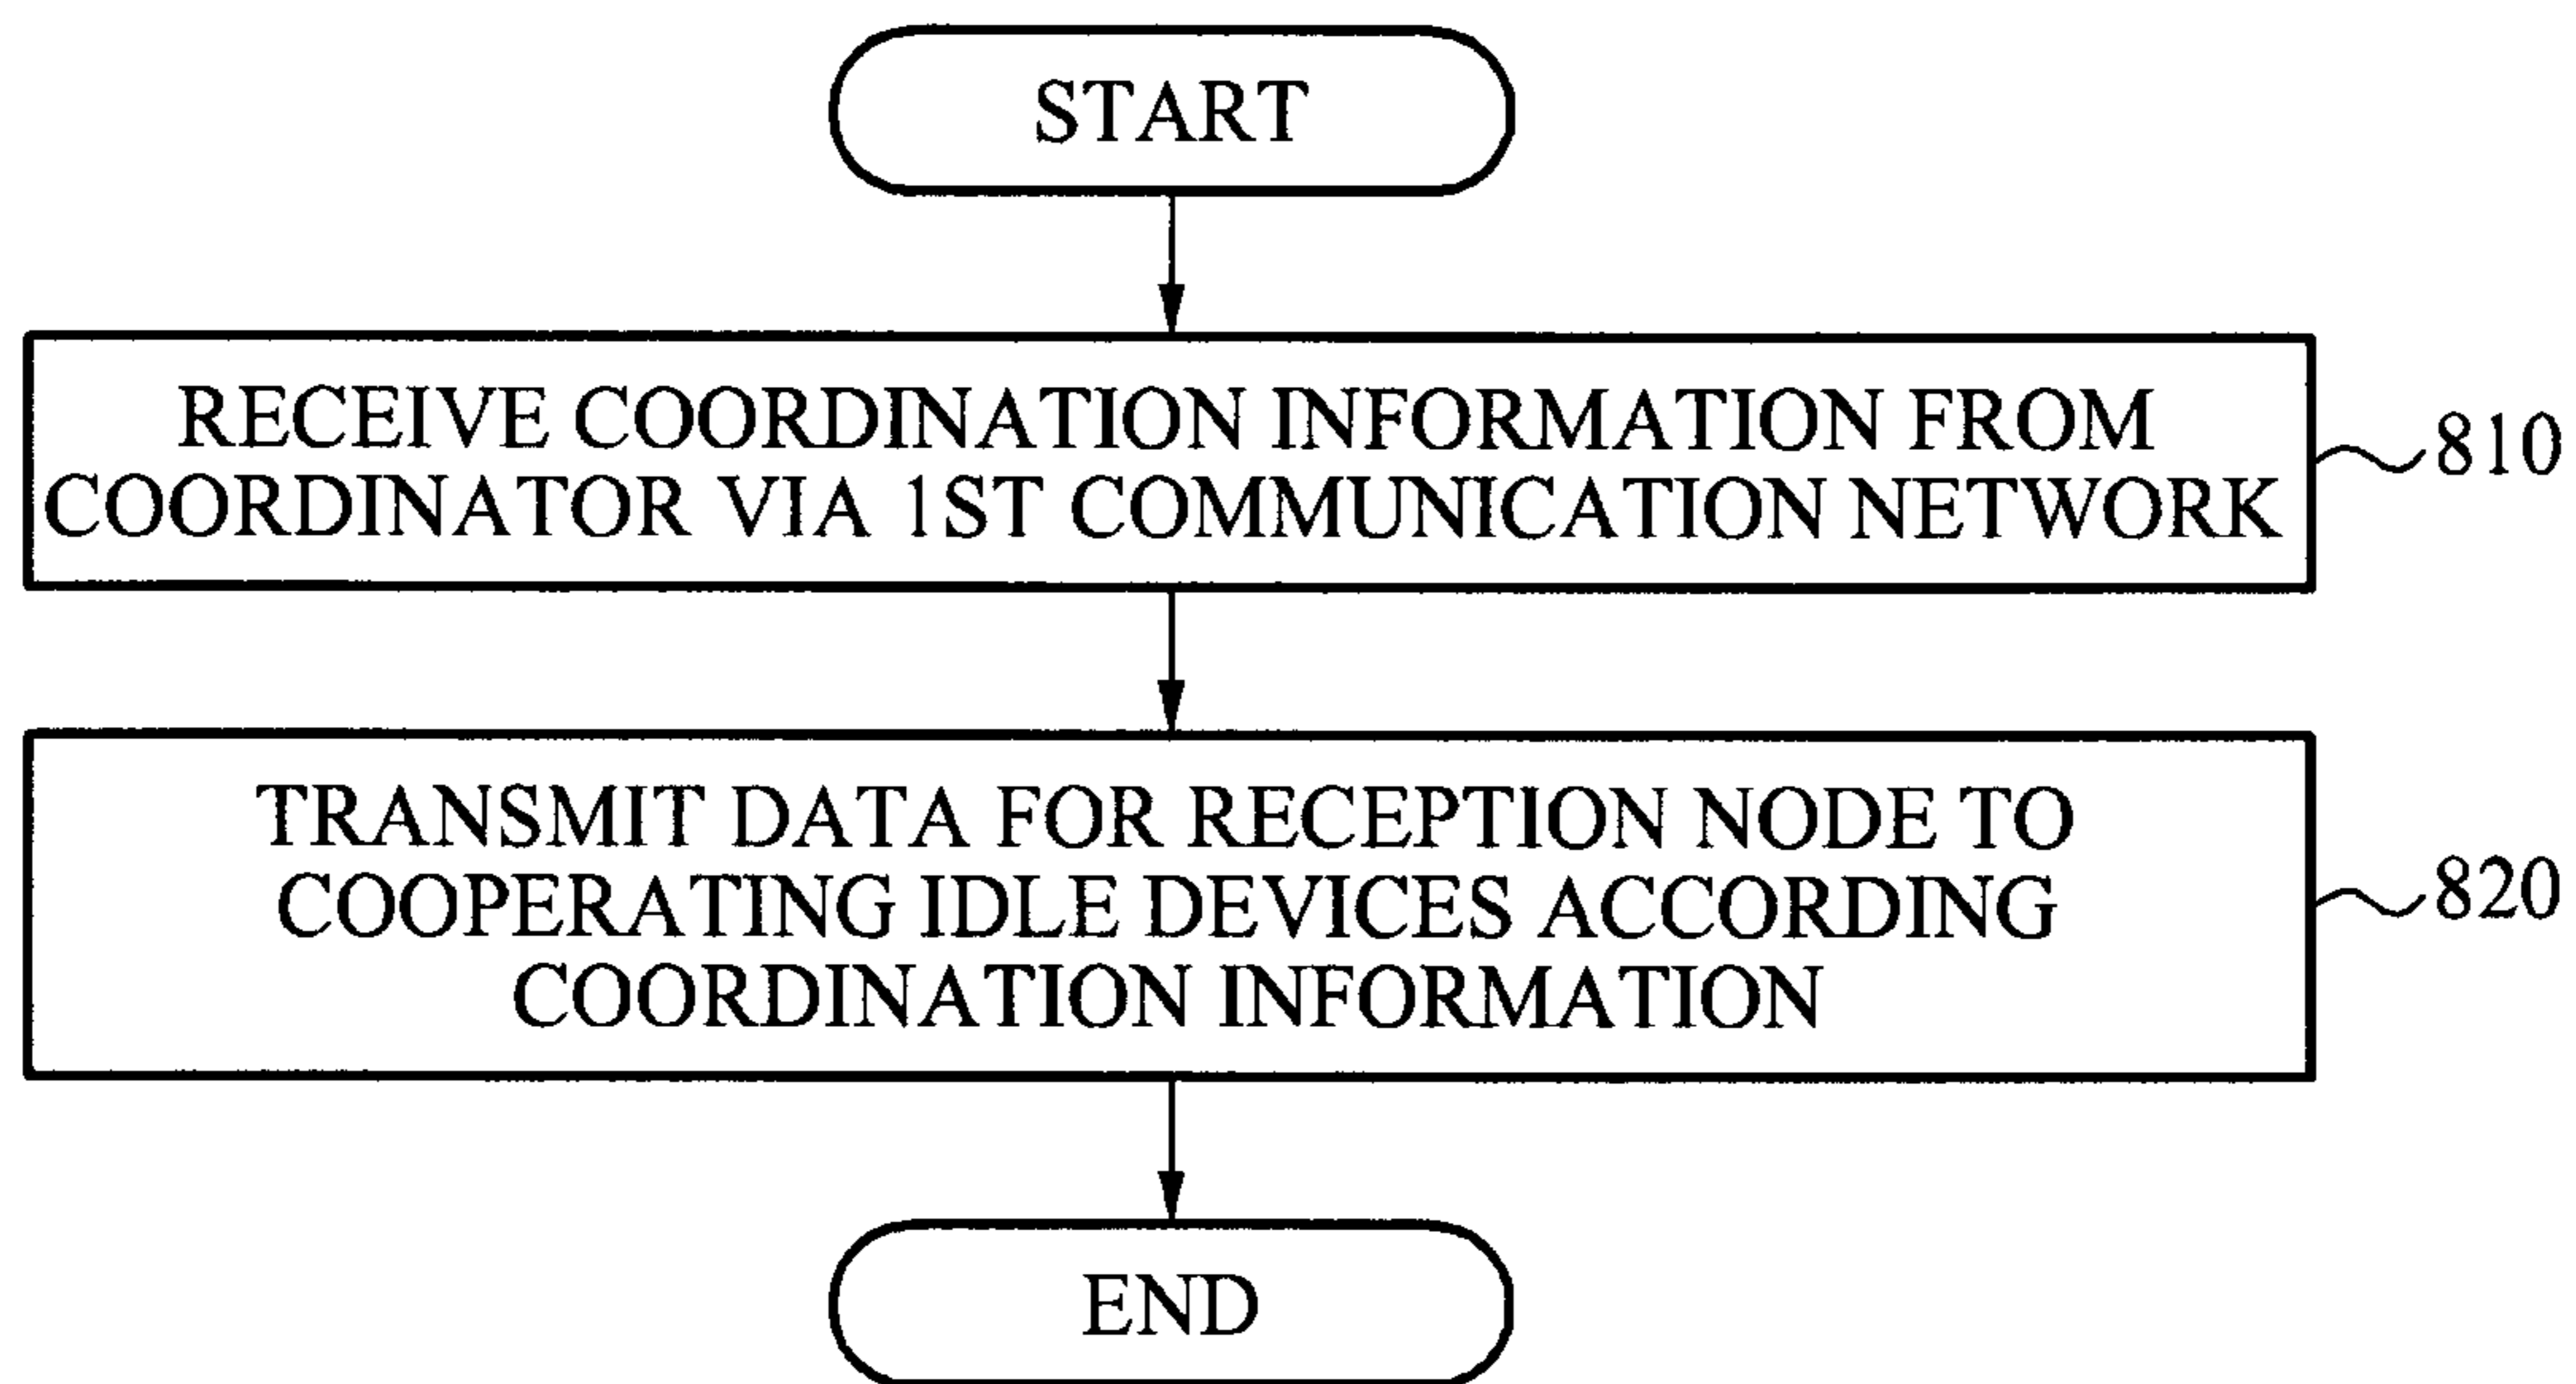 START
RECEIVE COORDINATION INFORMATION FROM
COORDINATOR VIA 1ST COMMUNICATION NETWORK
810
TRANSMIT DATA FOR RECEPTION NODE TO
COOPERATING IDLE DEVICES ACCORDING
COORDINATION INFORMATION
820
END